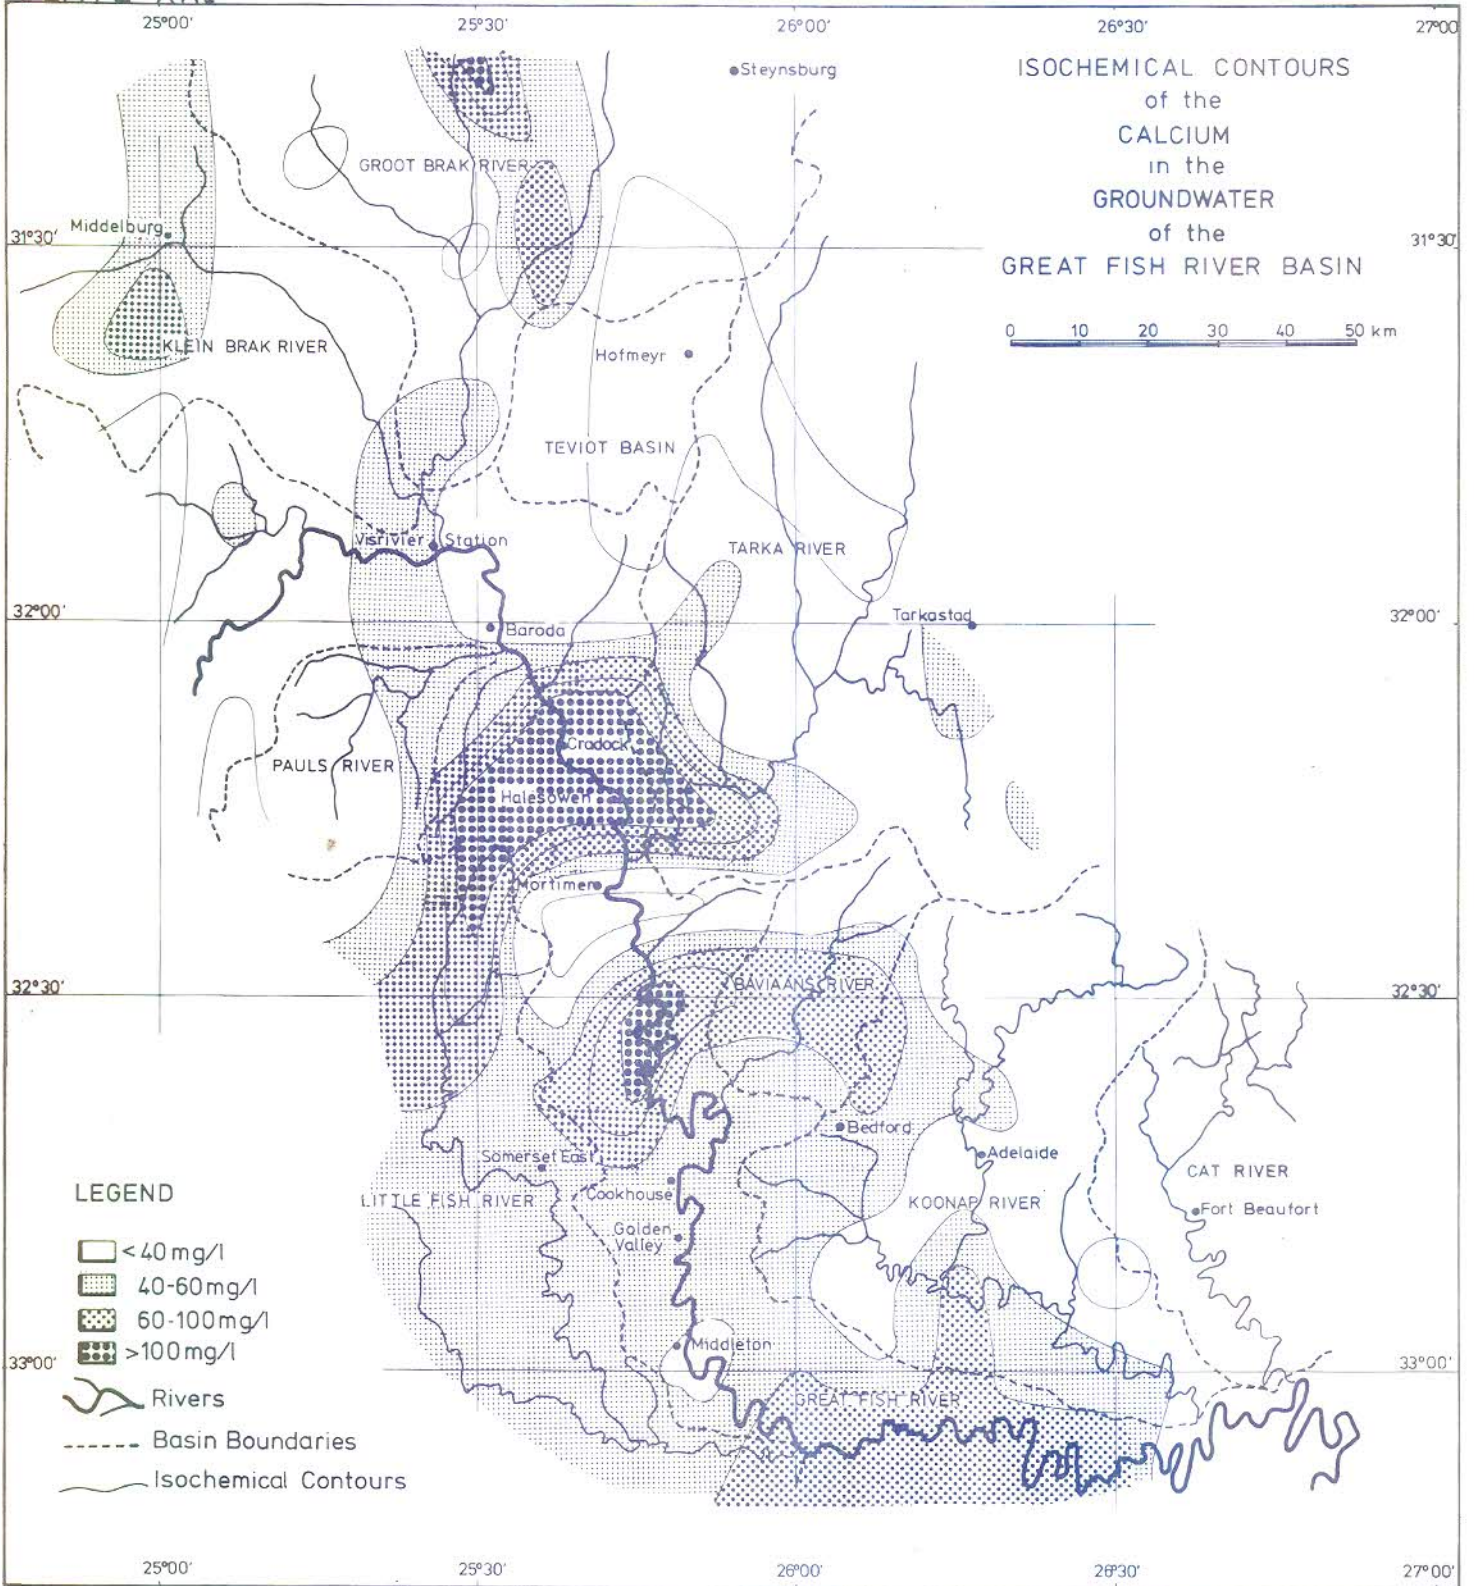 25°00'
25°30'
26°00'
26°30'
27°00
Steynsburg
ISOCHEMICAL CONTOURS
of the
CALCIUM
in the
GROUNDWATER
of the
GREAT FISH RIVER BASIN
0 10 20 30 40 50 km
GROOT BRAK RIVER
Middelburg
31°30'
31°30'
KLEIN BRAK RIVER
Hofmeyr
TEVIOT BASIN
Visrivier Station
TARKA RIVER
32°00'
Baroda
Tarkastad
32°00'
Cradock
PAULS RIVER
Halesowen
Mortimer
BAVIAANS RIVER
32°30'
32°30'
Bedford
Somerset East
Adelaide
CAT RIVER
LITTLE FISH RIVER
Cookhouse
KOONAP RIVER
Fort Beaufort
Golden
Valley
LEGEND
<40 mg/l
40-60 mg/l
60-100 mg/l
>100 mg/l
Middleton
33°00'
33°00'
GREAT FISH RIVER
Rivers
Basin Boundaries
Isochemical Contours
25°00'
25°30'
26°00'
26°30'
27°00'